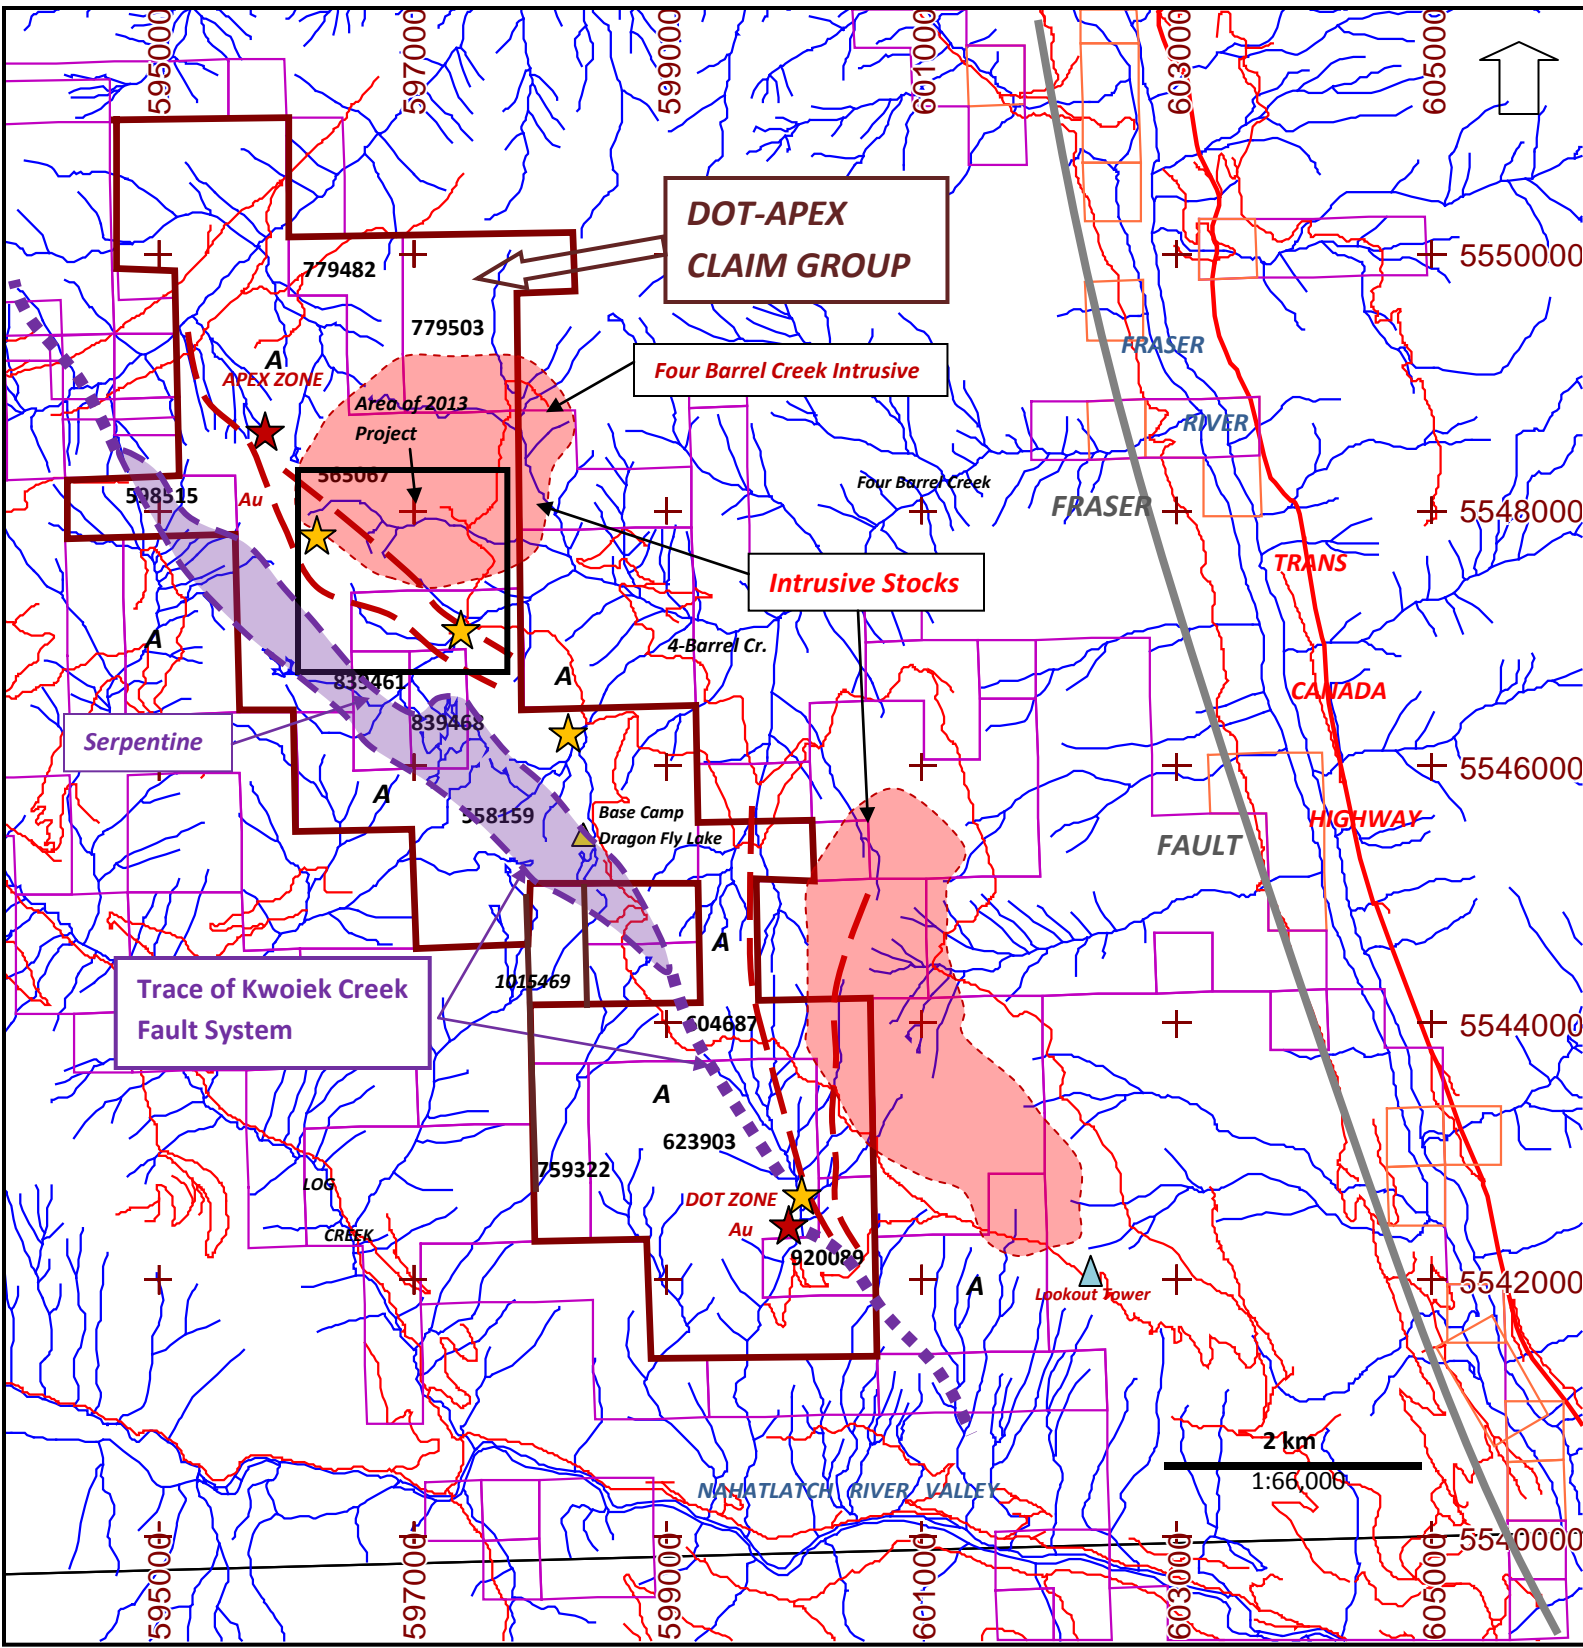 595000
597000
599000
601000
603000
605000
DOT-APEX
CLAIM GROUP
5550000
779482
779503
FRASER
A
APEX ZONE
Four Barrel Creek Intrusive
Area of 2013
Project
RIVER
565067
Four Barrel Creek
598515
Au
FRASER
5548000
TRANS
Intrusive Stocks
A
4-Barrel Cr.
A
839461
CANADA
839468
Serpentine
5546000
A
558159
Base Camp
Dragon Fly Lake
HIGHWAY
FAULT
A
1015469
Trace of Kwoiek Creek
Fault System
604687
5544000
A
623903
759322
LOG
DOT ZONE
Au
CREEK
920089
A
Lookout Tower
5542000
2 km
1:66,000
NAHATLATCH RIVER VALLEY
5540000
595000
597000
599000
601000
603000
605000